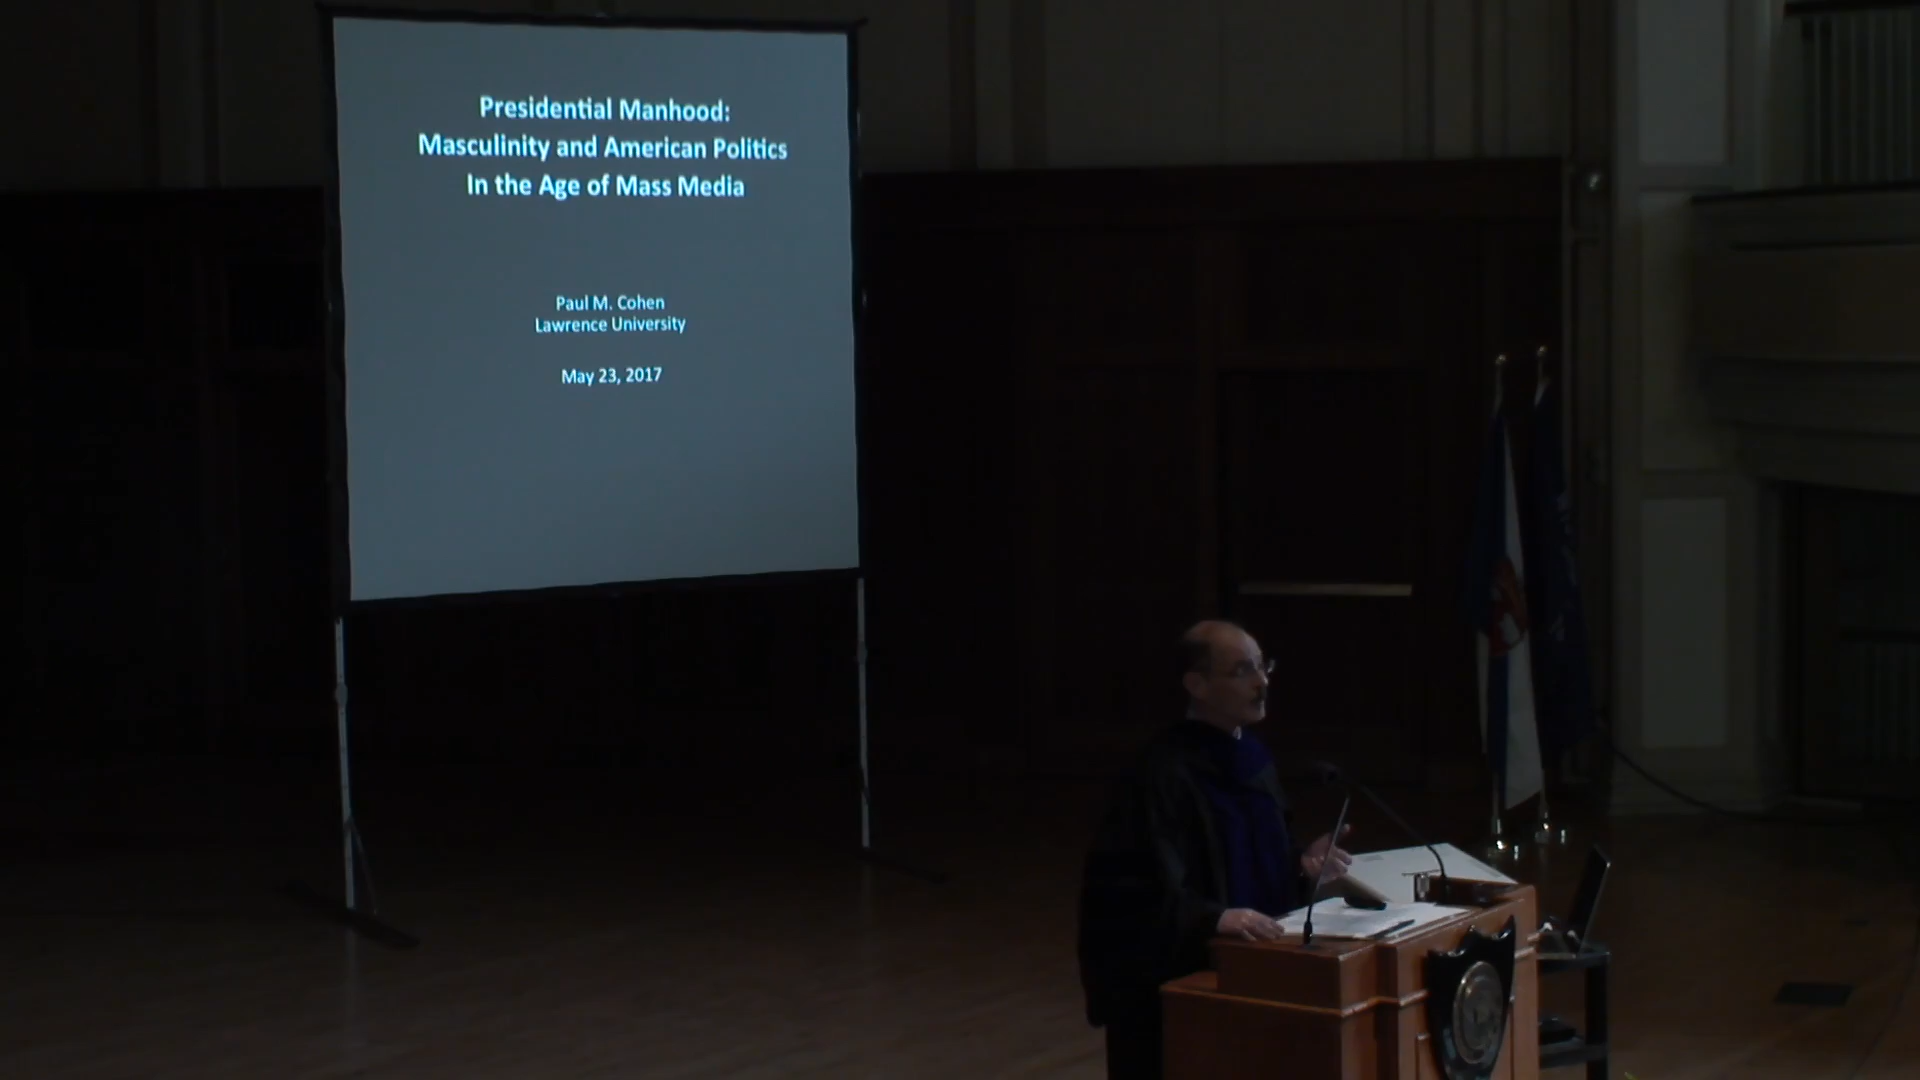 Presidential Manhood:
Masculinity and American Politics
In the Age of Mass Media
Paul M. Cohen
Lawrence University
May 23, 2017